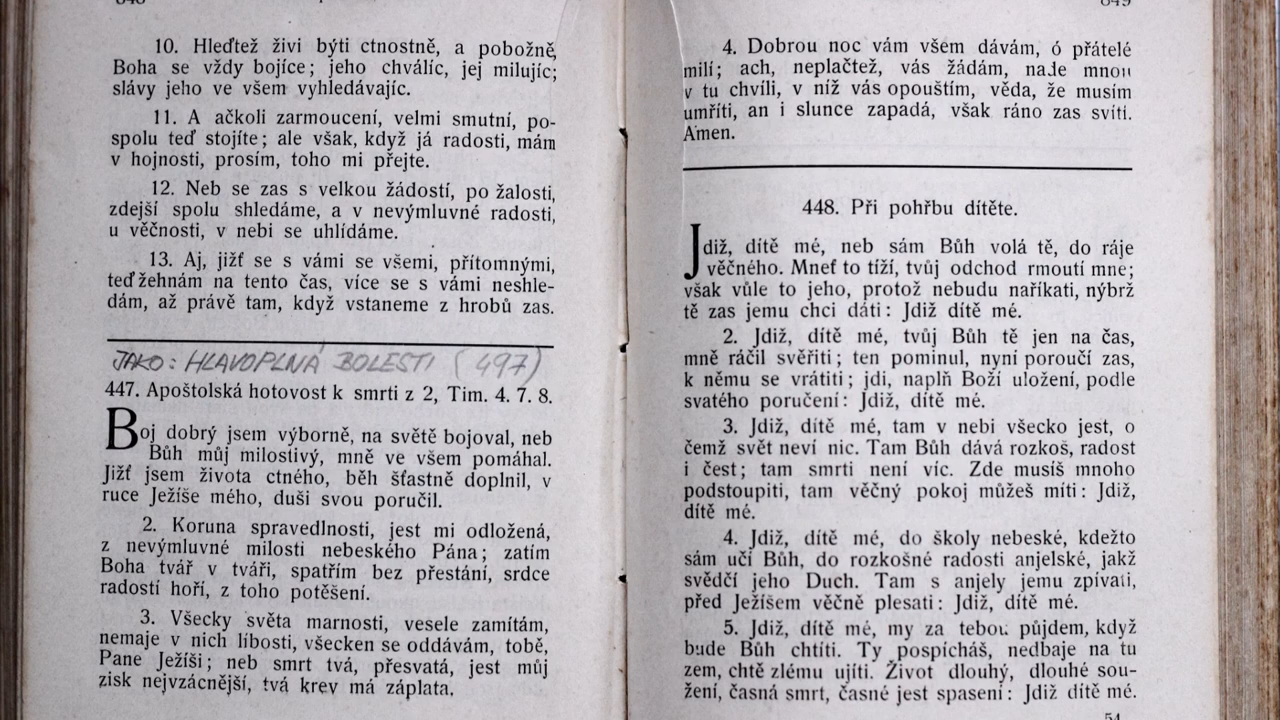 10. Hleďtež živi býti ctnostně, a pobožně,
Boha se vždy bojíce; jeho chválíc, jej milujíc;
slávy jeho ve všem vyhledávajíc.
11. A ačkoli zarmoucení, velmi smutní, po-
spolu teď stojíte; ale však, když já radosti, mám
v hojnosti, prosím, toho mi přejte.
12. Neb se zas s velkou žádostí, po žalosti,
zdejší spolu shledáme, a v nevýmluvné radosti,
u věčnosti, v nebi se uhlídáme.
13. Aj, jižť se s vámi se všemi, přítomnými,
teď žehnám na tento čas, více se s vámi neshle-
dám, až právě tam, když vstaneme z hrobů zas.
JAKO: HLAVO PLNÁ BOLESTI (497)
447. Apoštolská hotovost k smrti z 2, Tim. 4. 7. 8.
Boj dobrý jsem výborně, na světě bojoval, neb
Bůh můj milostivý, mně ve všem pomáhal.
Jižť jsem života ctného, běh šťastně doplnil, v
ruce Ježíše mého, duši svou poručil.
2. Koruna spravedlnosti, jest mi odložená,
z nevýmluvné milosti nebeského Pána; zatím
Boha tvář v tváři, spatřím bez přestání, srdce
radostí hoří, z toho potěšení.
3. Všecky světa marnosti, vesele zamítám,
nemaje v nich libosti, všecken se oddávám, tobě,
Pane Ježíši; neb smrt tvá, přesvatá, jest můj
zisk nejvzácnější, tvá krev má záplata.
849
4. Dobrou noc vám všem dávám, ó přátelé
milí; ach, neplačtež, vás žádám, nade mnou
v tu chvíli, v níž vás opouštím, věda, že musím
umříti, an i slunce zapadá, však ráno zas svítí.
Amen.
448. Při pohřbu dítěte.
Jdiž, dítě mé, neb sám Bůh volá tě, do ráje
věčného. Mneť to tíží, tvůj odchod rmoutí mne;
však vůle to jeho, protož nebudu naříkati, nýbrž
tě zas jemu chci dáti: Jdiž dítě mé.
2. Jdiž, dítě mé, tvůj Bůh tě jen na čas,
mně ráčil svěřiti; ten pominul, nyní poroučí zas,
k němu se vrátiti; jdi, naplň Boží uložení, podle
svatého poručení: Jdiž, dítě mé.
3. Jdiž, dítě mé, tam v nebi všecko jest, o
čemž svět neví nic. Tam Bůh dává rozkoš, radost
i čest; tam smrti není víc. Zde musíš mnoho
podstoupiti, tam věčný pokoj můžeš míti: Jdiž,
dítě mé.
4. Jdiž, dítě mé, do školy nebeské, kdežto
sám učí Bůh, do rozkošné radosti anjelské, jakž
svědčí jeho Duch. Tam s anjely jemu zpívati,
před Ježíšem věčně plesati: Jdiž, dítě mé.
5. Jdiž, dítě mé, my za tebou půjdem, když
bude Bůh chtíti. Ty pospícháš, nedbaje na tu
zem, chtě zlému ujíti. Život dlouhý, dlouhé sou-
žení, časná smrt, časné jest spasení: Jdiž dítě mé.
54